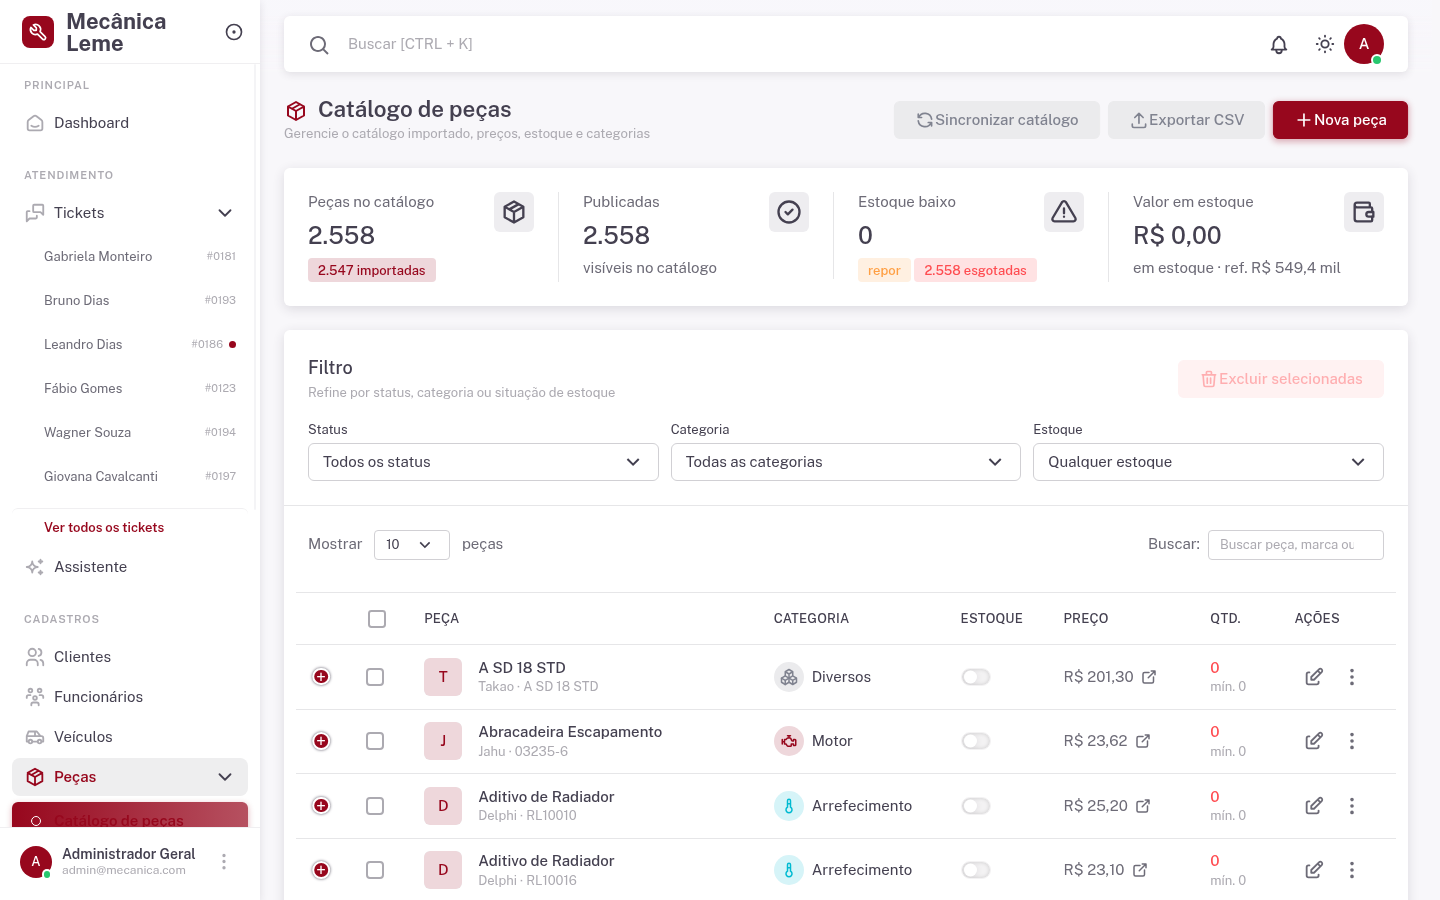 Mecânica
Leme
PRINCIPAL
Dashboard
ATENDIMENTO
Tickets
Gabriela Monteiro #0181
Bruno Dias #0193
Leandro Dias #0186
Fábio Gomes #0123
Wagner Souza #0194
Giovana Cavalcanti #0197
Ver todos os tickets
Assistente
CADASTROS
Clientes
Funcionários
Veículos
Peças
Catálogo de peças
A
Administrador Geral
admin@mecanica.com
Buscar [CTRL + K]
A
Catálogo de peças
Gerencie o catálogo importado, preços, estoque e categorias
Sincronizar catálogo
Exportar CSV
Nova peça
Peças no catálogo
2.558
2.547 importadas
Publicadas
2.558
visíveis no catálogo
Estoque baixo
0
repor 2.558 esgotadas
Valor em estoque
R$ 0,00
em estoque · ref. R$ 549,4 mil
Filtro
Refine por status, categoria ou situação de estoque
Excluir selecionadas
Status
Todos os status
Categoria
Todas as categorias
Estoque
Qualquer estoque
Mostrar 10 peças
Buscar: Buscar peça, marca ou
PEÇA CATEGORIA ESTOQUE PREÇO QTD. AÇÕES
T A SD 18 STD Diversos R$ 201,30 0
Takao · A SD 18 STD mín. 0
J Abracadeira Escapamento Motor R$ 23,62 0
Jahu · 03235-6 mín. 0
D Aditivo de Radiador Arrefecimento R$ 25,20 0
Delphi · RL10010 mín. 0
D Aditivo de Radiador Arrefecimento R$ 23,10 0
Delphi · RL10016 mín. 0